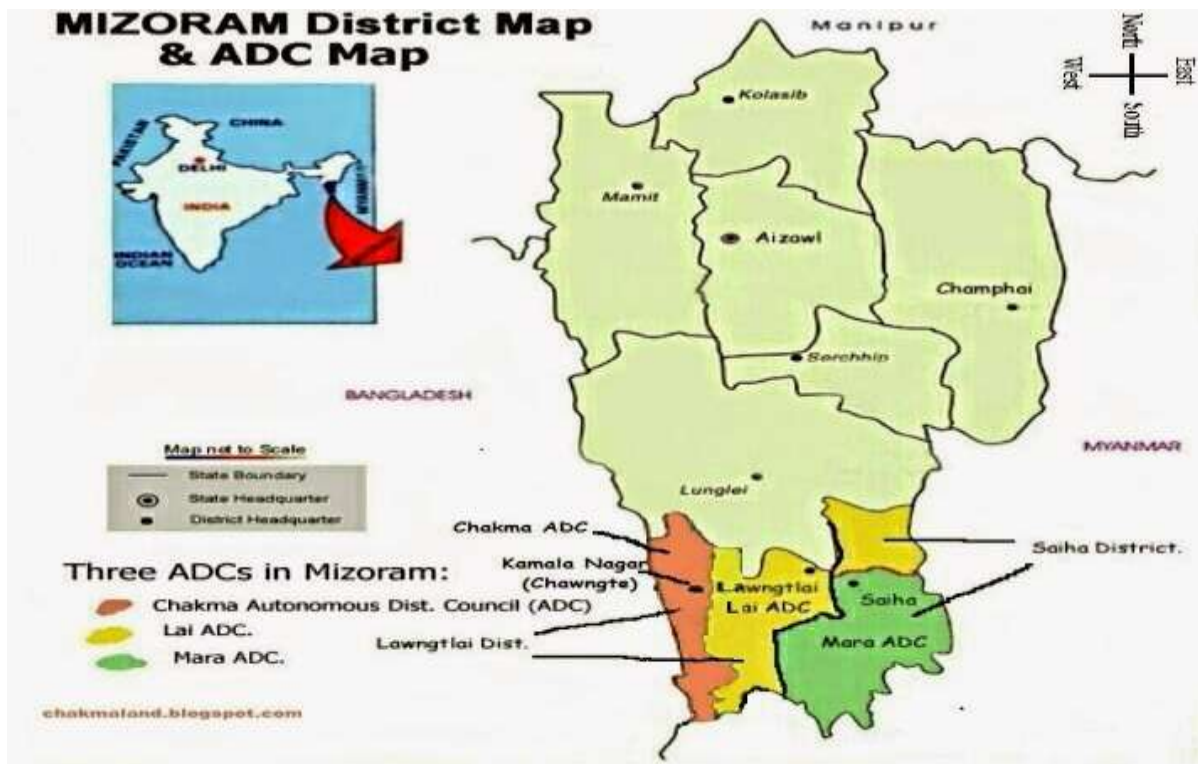 MIZORAM District Map
& ADC Map
Manipur
North
West
East
South
PAKISTAN
CHINA
DELHI
INDIA
INDIAN
OCEAN
Kolasib
Mamit
Aizawl
Champhai
Serchhip
BANGLADESH
MYANMAR
Map not to Scale
State Boundary
State Headquarter
District Headquarter
Lunglei
Chakma ADC
Kamala Nagar
(Chawngte)
Lawngtlai
Lai ADC
Saiha District.
Saiha
Mara ADC
Lawngtlai Dist.
Three ADCs in Mizoram:
Chakma Autonomous Dist. Council (ADC)
Lai ADC.
Mara ADC.
chakmaland.blogspot.com